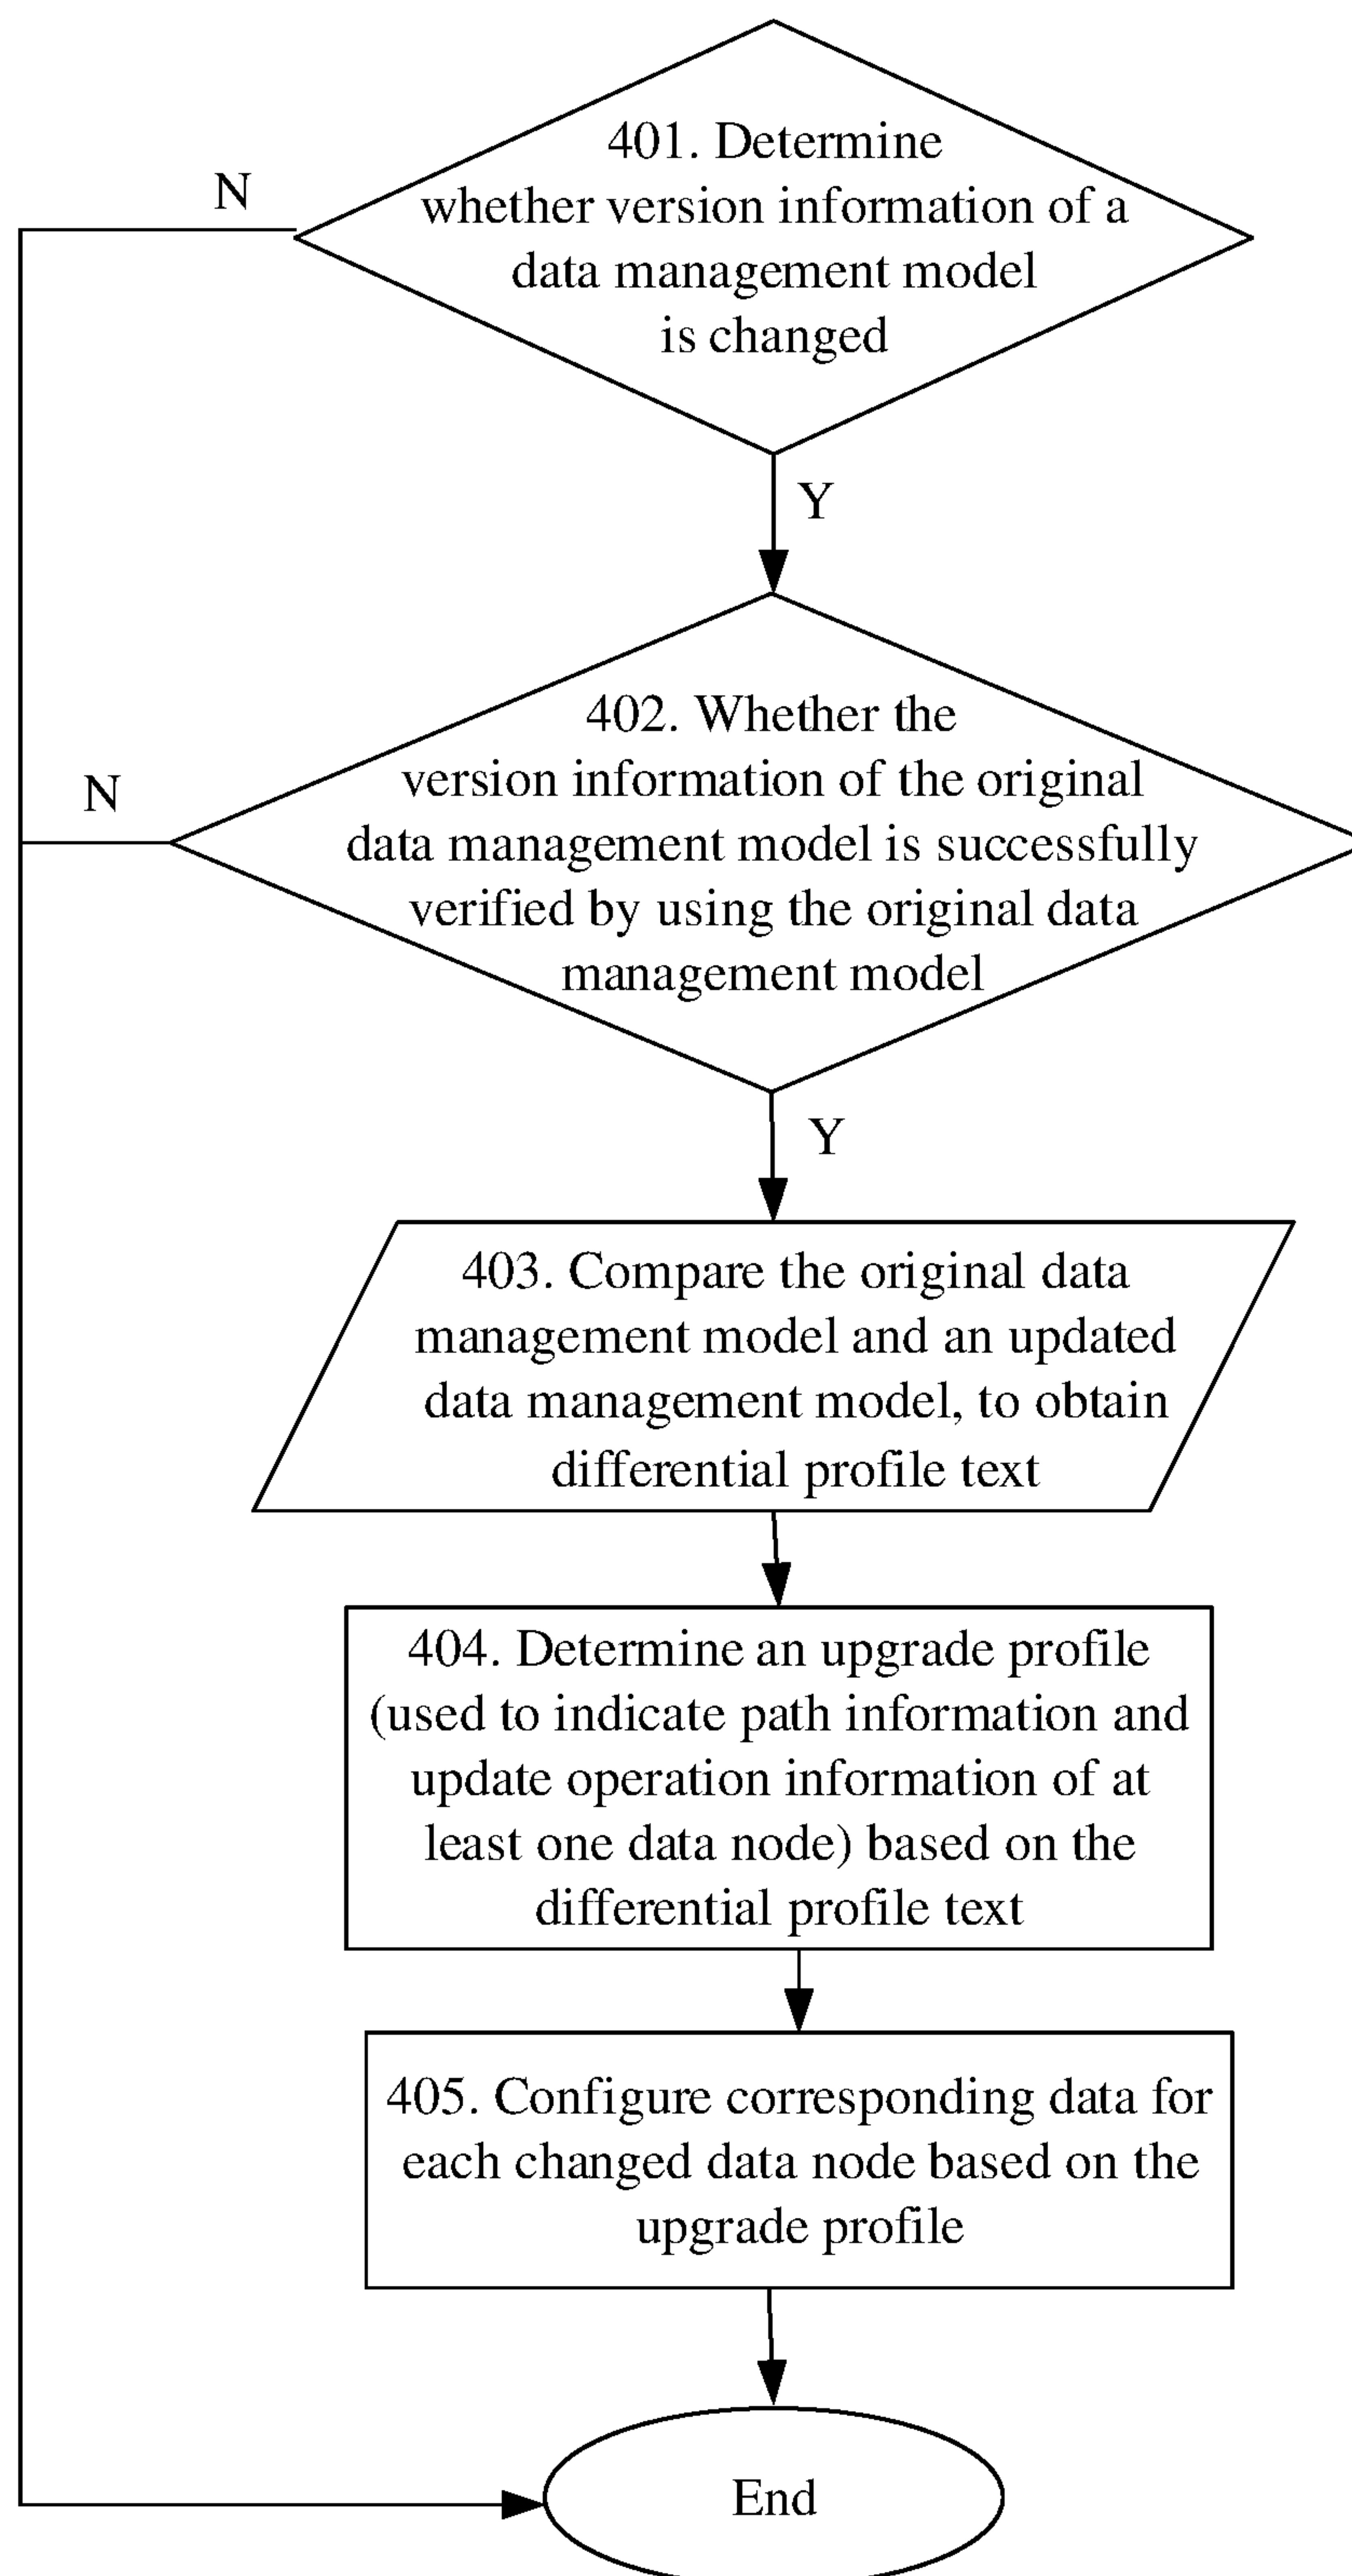 401. Determine
whether version information of a
data management model
is changed
N
Y
402. Whether the
version information of the original
data management model is successfully
verified by using the original data
management model
N
Y
403. Compare the original data
management model and an updated
data management model, to obtain
differential profile text
404. Determine an upgrade profile
(used to indicate path information and
update operation information of at
least one data node) based on the
differential profile text
405. Configure corresponding data for
each changed data node based on the
upgrade profile
End